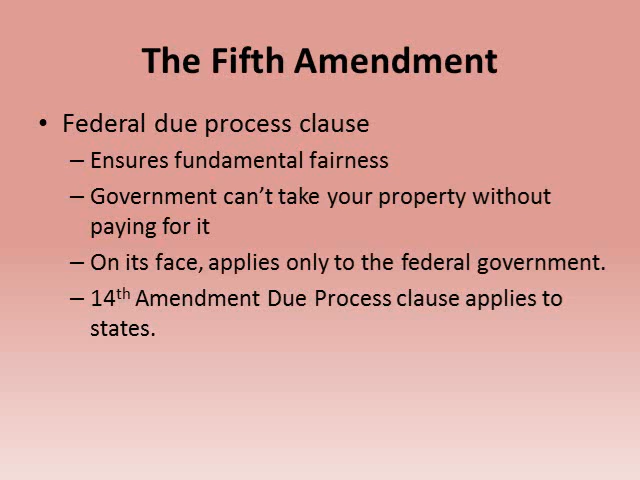 The Fifth Amendment
• Federal due process clause
– Ensures fundamental fairness
– Government can’t take your property without
paying for it
– On its face, applies only to the federal government.
– 14th Amendment Due Process clause applies to
states.